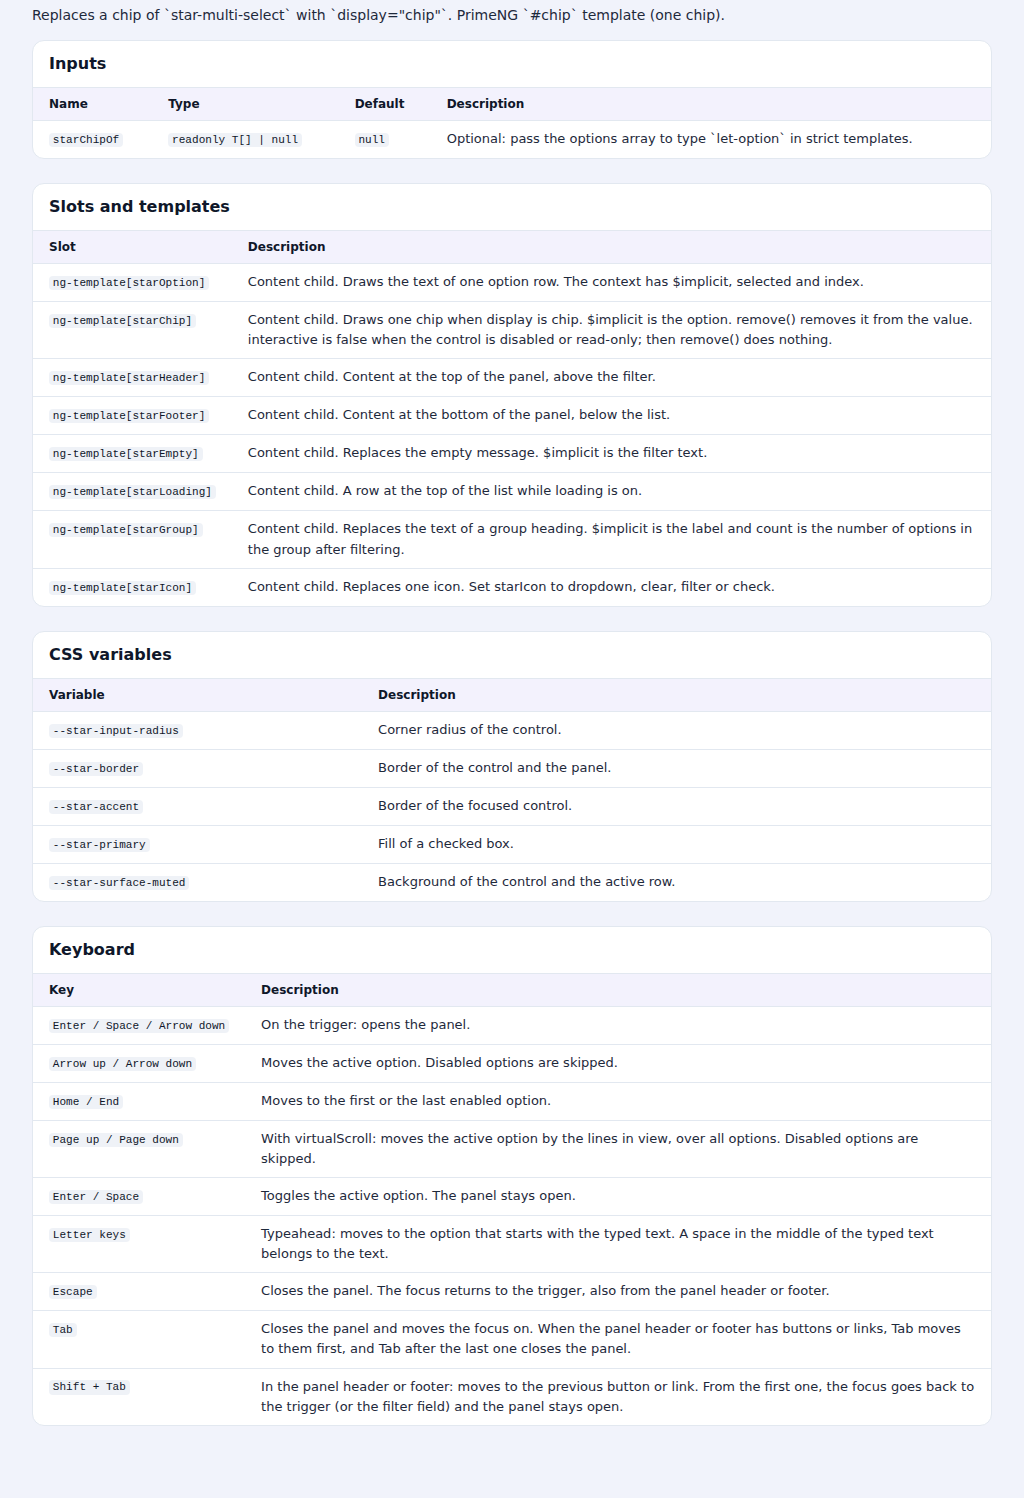 Replaces a chip of `star-multi-select` with `display="chip"`. PrimeNG `#chip` template (one chip).
Inputs
Name Type Default Description
starChipOf readonly T[] | null null Optional: pass the options array to type `let-option` in strict templates.
Slots and templates
Slot Description
ng-template[starOption] Content child. Draws the text of one option row. The context has $implicit, selected and index.
ng-template[starChip] Content child. Draws one chip when display is chip. $implicit is the option. remove() removes it from the value.
interactive is false when the control is disabled or read-only; then remove() does nothing.
ng-template[starHeader] Content child. Content at the top of the panel, above the filter.
ng-template[starFooter] Content child. Content at the bottom of the panel, below the list.
ng-template[starEmpty] Content child. Replaces the empty message. $implicit is the filter text.
ng-template[starLoading] Content child. A row at the top of the list while loading is on.
ng-template[starGroup] Content child. Replaces the text of a group heading. $implicit is the label and count is the number of options in
the group after filtering.
ng-template[starIcon] Content child. Replaces one icon. Set starIcon to dropdown, clear, filter or check.
CSS variables
Variable Description
--star-input-radius Corner radius of the control.
--star-border Border of the control and the panel.
--star-accent Border of the focused control.
--star-primary Fill of a checked box.
--star-surface-muted Background of the control and the active row.
Keyboard
Key Description
Enter / Space / Arrow down On the trigger: opens the panel.
Arrow up / Arrow down Moves the active option. Disabled options are skipped.
Home / End Moves to the first or the last enabled option.
Page up / Page down With virtualScroll: moves the active option by the lines in view, over all options. Disabled options are
skipped.
Enter / Space Toggles the active option. The panel stays open.
Letter keys Typeahead: moves to the option that starts with the typed text. A space in the middle of the typed text
belongs to the text.
Escape Closes the panel. The focus returns to the trigger, also from the panel header or footer.
Tab Closes the panel and moves the focus on. When the panel header or footer has buttons or links, Tab moves
to them first, and Tab after the last one closes the panel.
Shift + Tab In the panel header or footer: moves to the previous button or link. From the first one, the focus goes back to
the trigger (or the filter field) and the panel stays open.